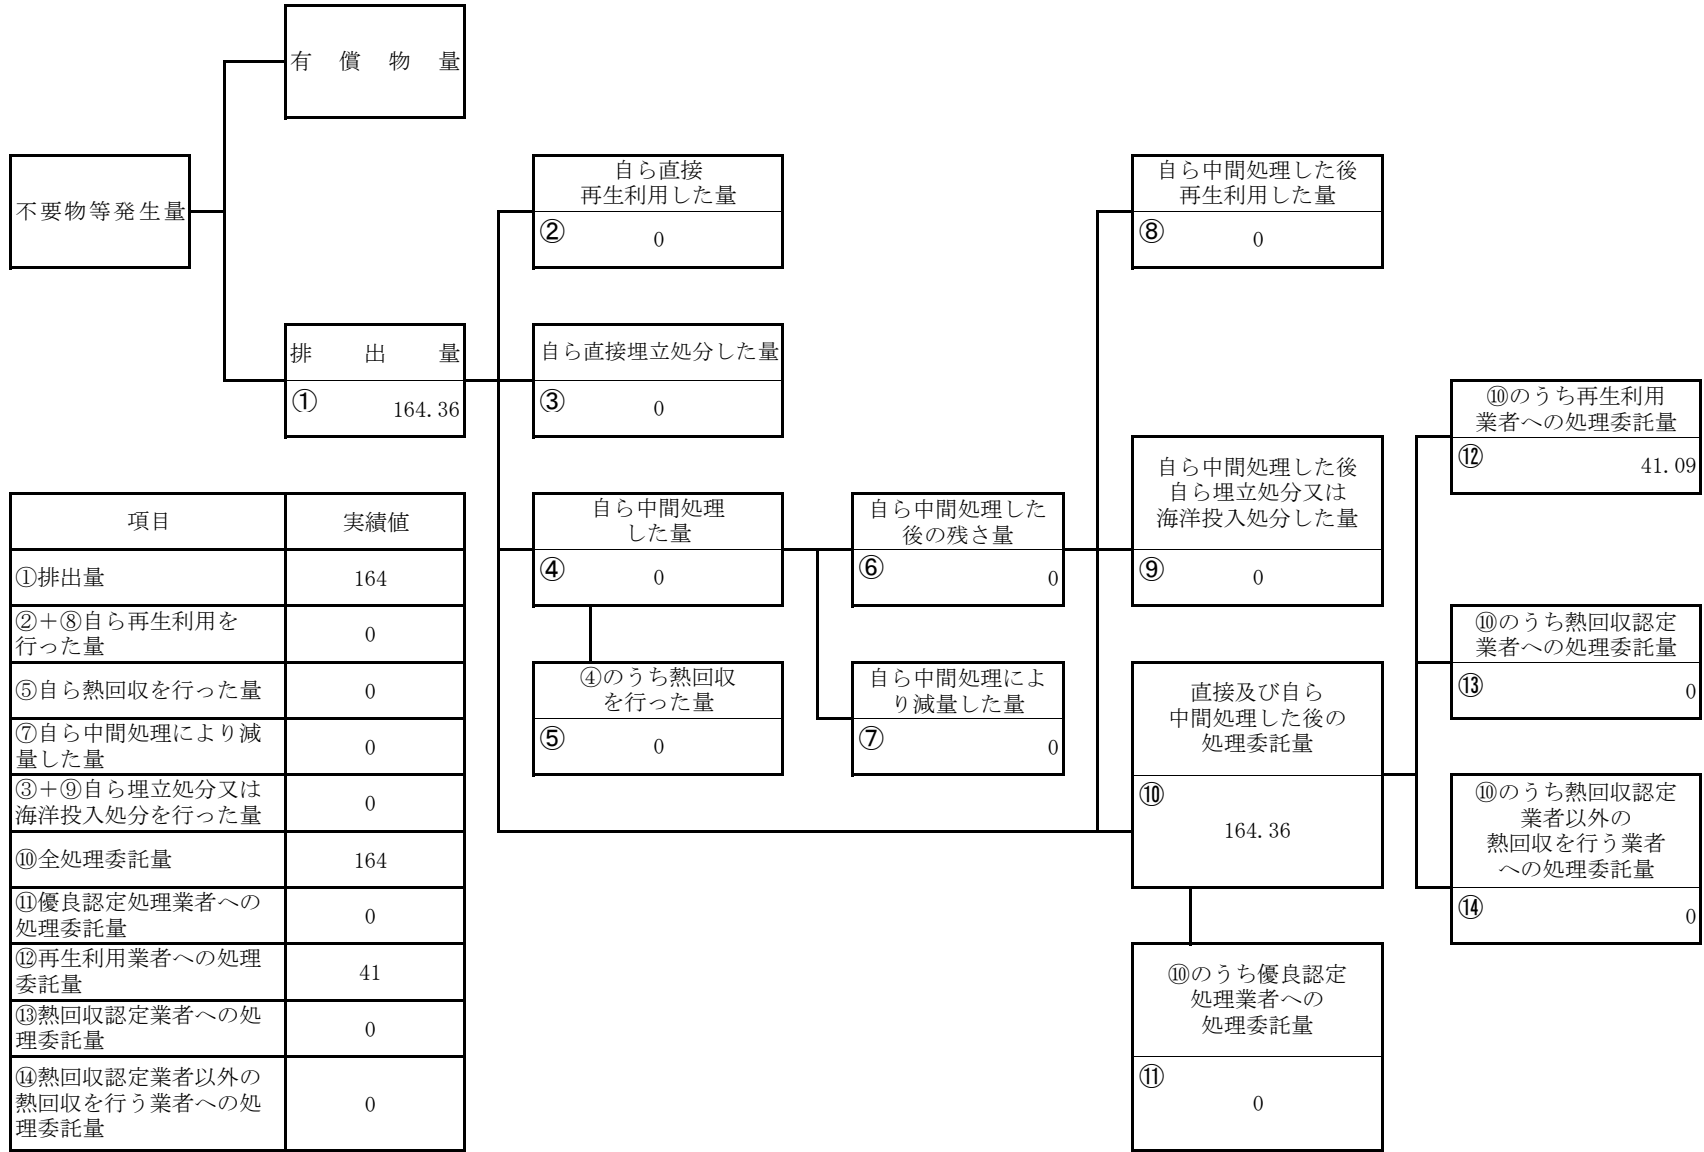 有償物量
不要物等発生量
排出量
①
164.36
自ら直接
再生利用した量
②
0
自ら直接埋立処分した量
③
0
自ら中間処理
した量
④
0
④のうち熱回収
を行った量
⑤
0
自ら中間処理した
後の残さ量
⑥
0
自ら中間処理によ
り減量した量
⑦
0
自ら中間処理した後
再生利用した量
⑧
0
自ら中間処理した後
自ら埋立処分又は
海洋投入処分した量
⑨
0
直接及び自ら
中間処理した後の
処理委託量
⑩
164.36
⑩のうち優良認定
処理業者への
処理委託量
⑪
0
⑩のうち再生利用
業者への処理委託量
⑫
41.09
⑩のうち熱回収認定
業者への処理委託量
⑬
0
⑩のうち熱回収認定
業者以外の
熱回収を行う業者
への処理委託量
⑭
0
項目 実績値
①排出量 164
②＋⑧自ら再生利用を
行った量 0
⑤自ら熱回収を行った量 0
⑦自ら中間処理により減
量した量 0
③＋⑨自ら埋立処分又は
海洋投入処分を行った量 0
⑩全処理委託量 164
⑪優良認定処理業者への
処理委託量 0
⑫再生利用業者への処理
委託量 41
⑬熱回収認定業者への処
理委託量 0
⑭熱回収認定業者以外の
熱回収を行う業者への処
理委託量 0